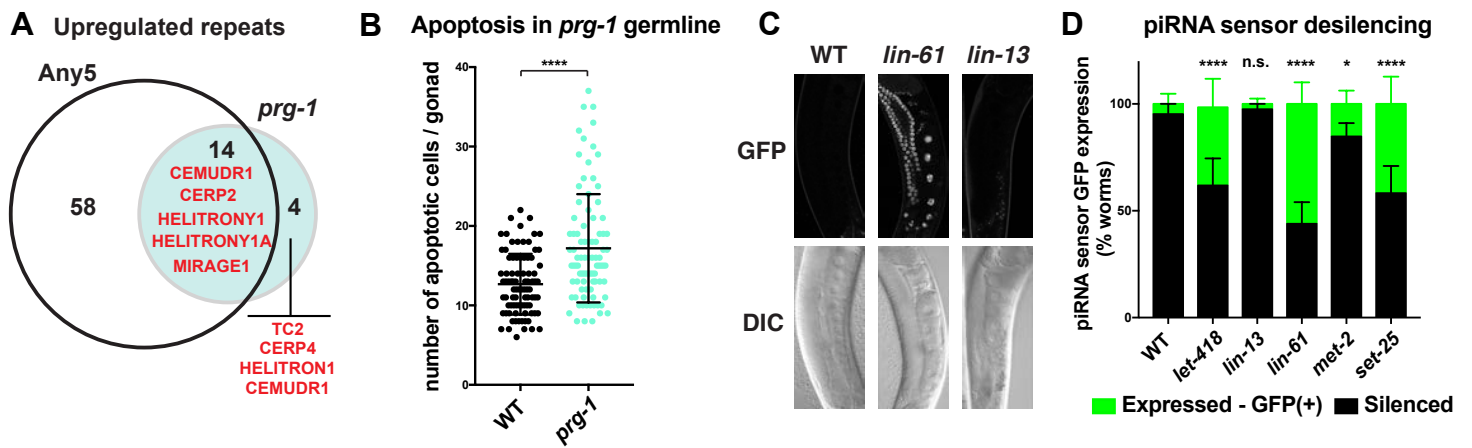 A Upregulated repeats
Any5
prg-1
58
14
CEMUDR1
CERP2
HELITRONY1
HELITRONY1A
MIRAGE1
4
TC2
CERP4
HELITRON1
CEMUDR1
B Apoptosis in prg-1 germline
number of apoptotic cells / gonad
40
30
20
10
0
****
WT
prg-1
C
WT lin-61 lin-13
GFP
DIC
D piRNA sensor desilencing
piRNA sensor GFP expression
(% worms)
100
50
0
**** n.s. **** * ****
WT
let-418
lin-13
lin-61
met-2
set-25
Expressed - GFP(+) Silenced